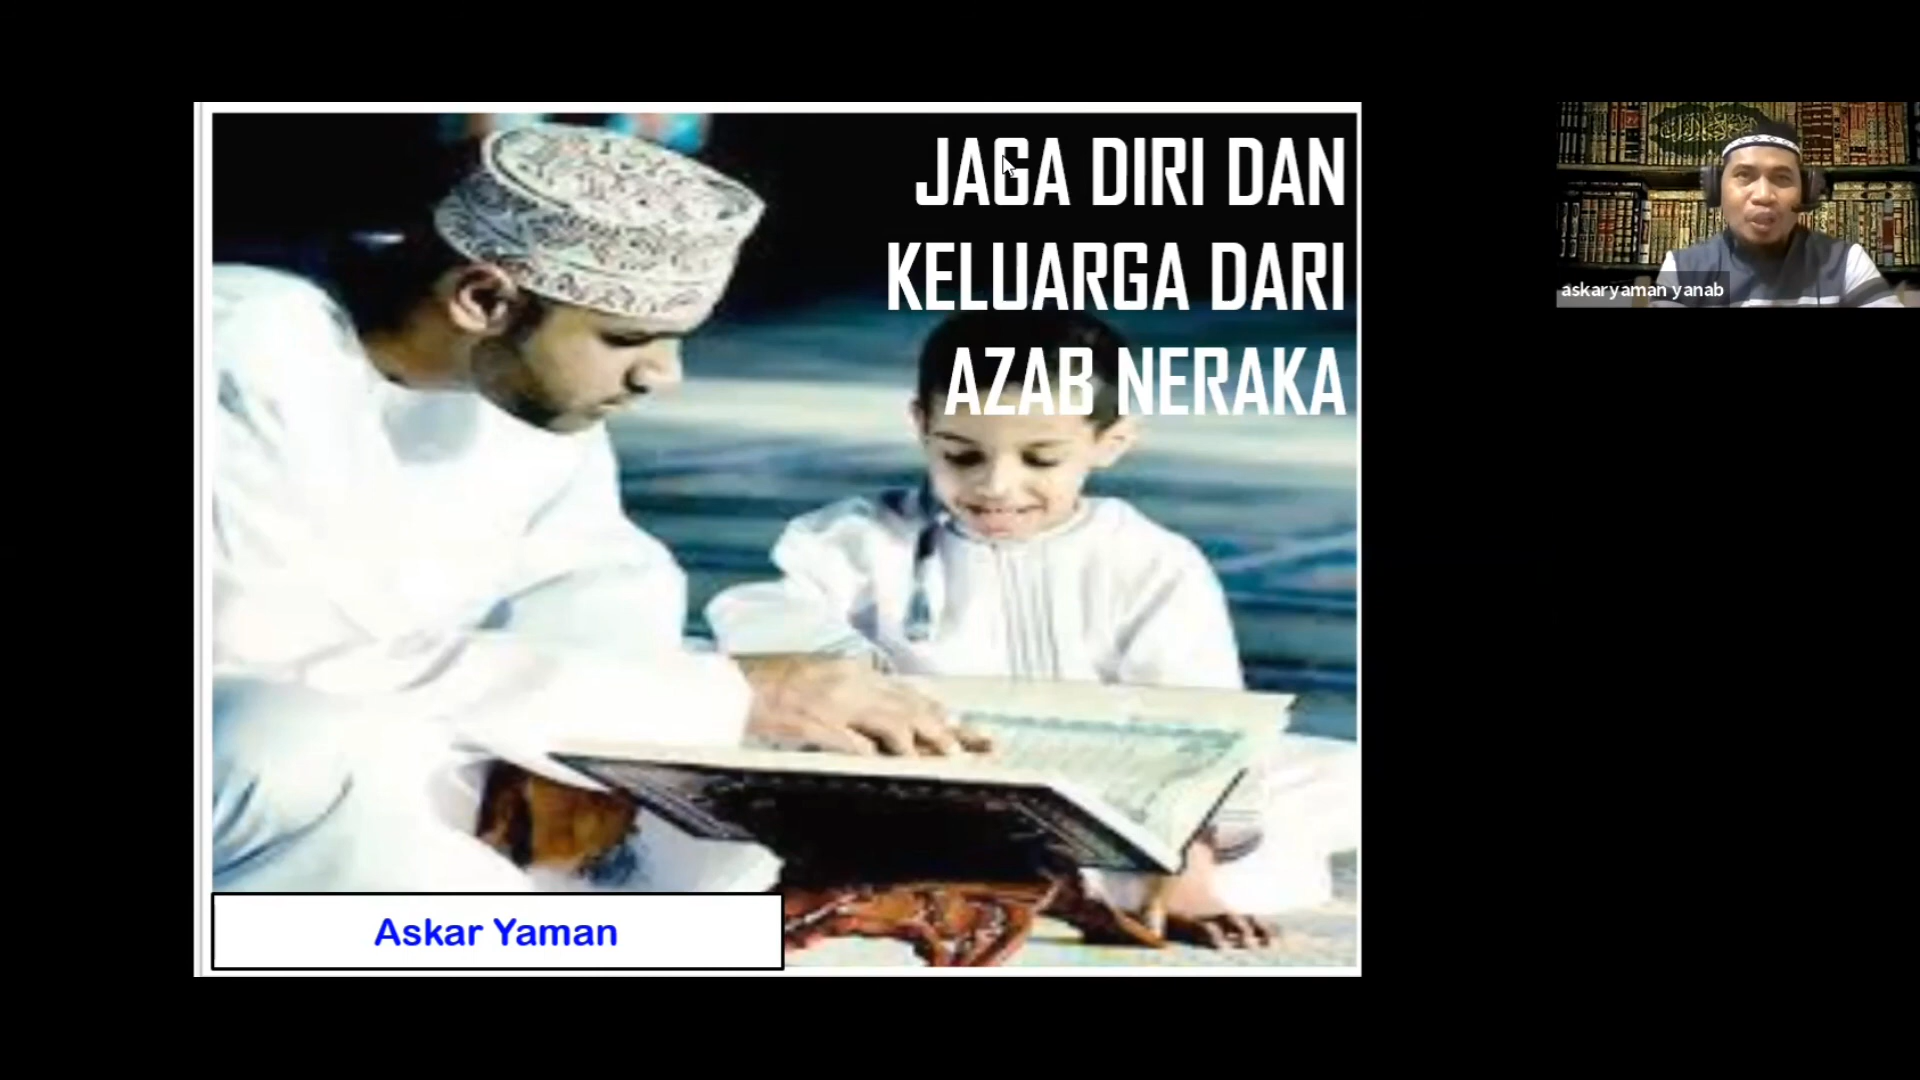 JAGA DIRI DAN
KELUARGA DARI
AZAB NERAKA
Askar Yaman
askaryaman yanab